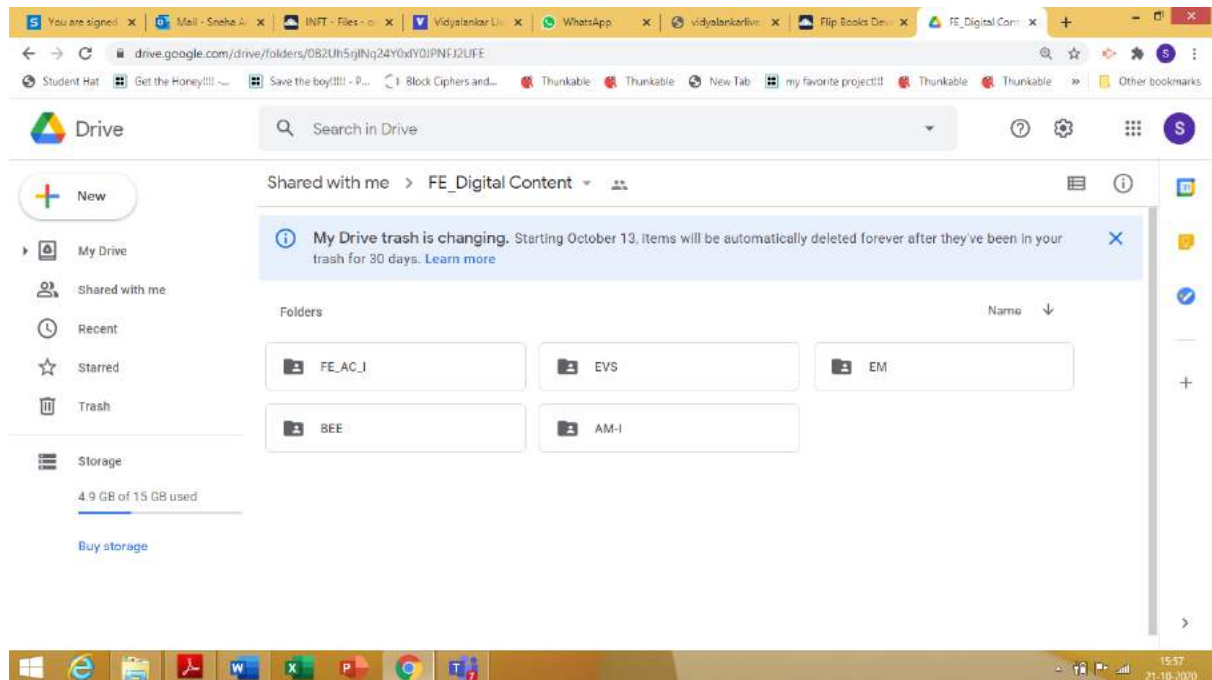 You are signed
Mail - Sneha A
INFT - Files - o
Vidyalankar Li
WhatsApp
vidyalankarlive
Flip Books Dev
FE_Digital Con
drive.google.com/drive/folders/
Student Hat
Get the Honey!!!! -...
Save the boy!!!! - P...
Block Ciphers and...
Thunkable
Thunkable
New Tab
my favorite project!!!
Thunkable
Thunkable
»
Other bookmarks
Drive
Search in Drive
S
New
Shared with me > FE_Digital Content
My Drive trash is changing. Starting October 13, items will be automatically deleted forever after they've been in your
trash for 30 days. Learn more
My Drive
Shared with me
Recent
Starred
Trash
Storage
4.9 GB of 15 GB used
Buy storage
Folders
Name
FE_AC_I
EVS
EM
BEE
AM-I
15:57
21-10-2020